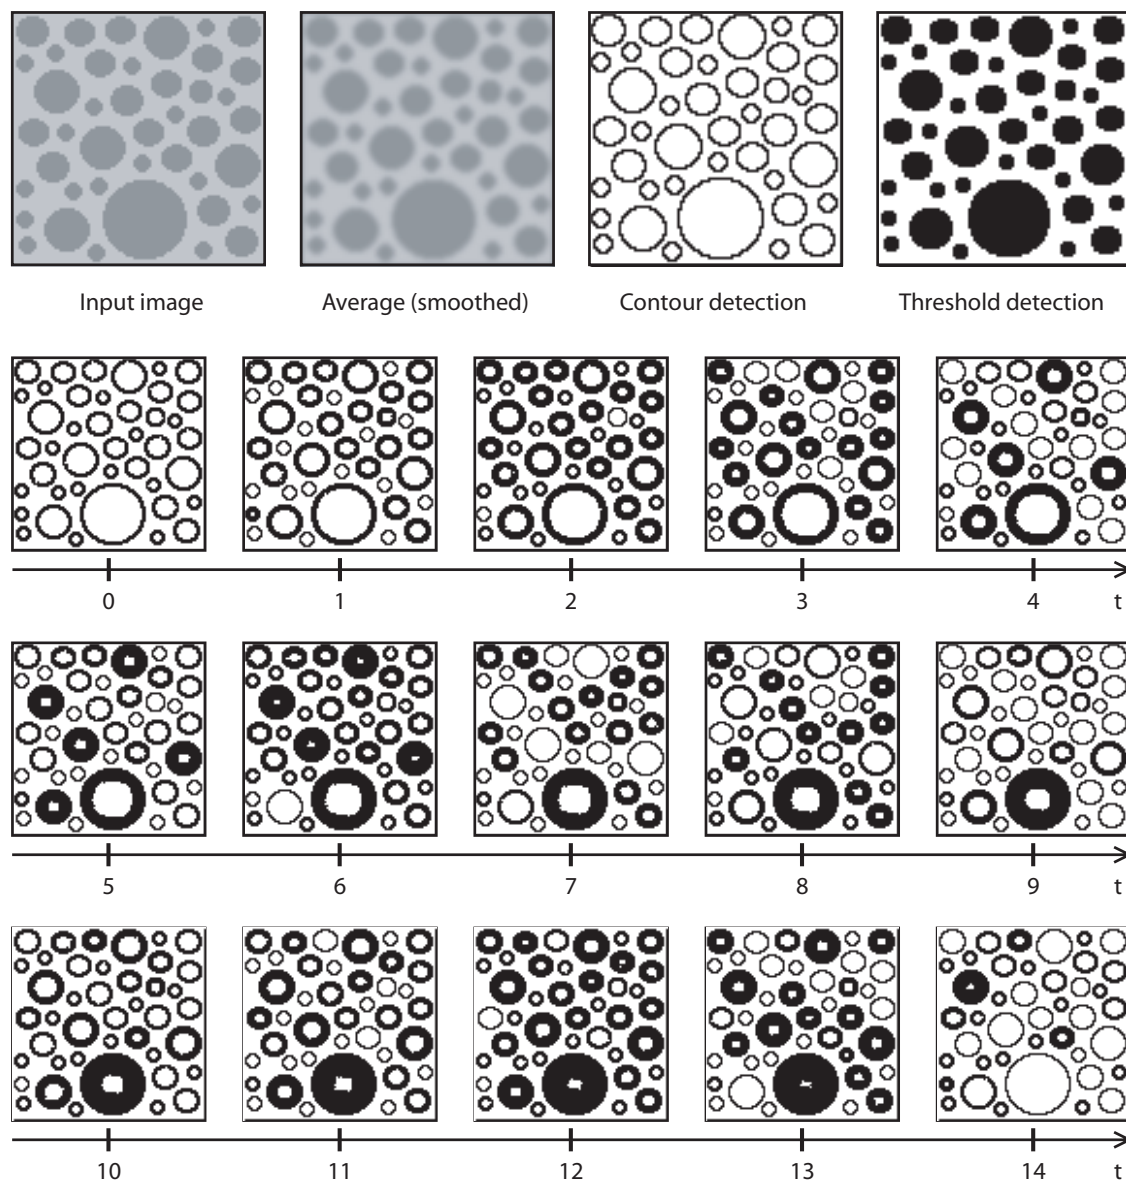 Input image Average (smoothed) Contour detection Threshold detection
0 1 2 3 4 t
5 6 7 8 9 t
10 11 12 13 14 t